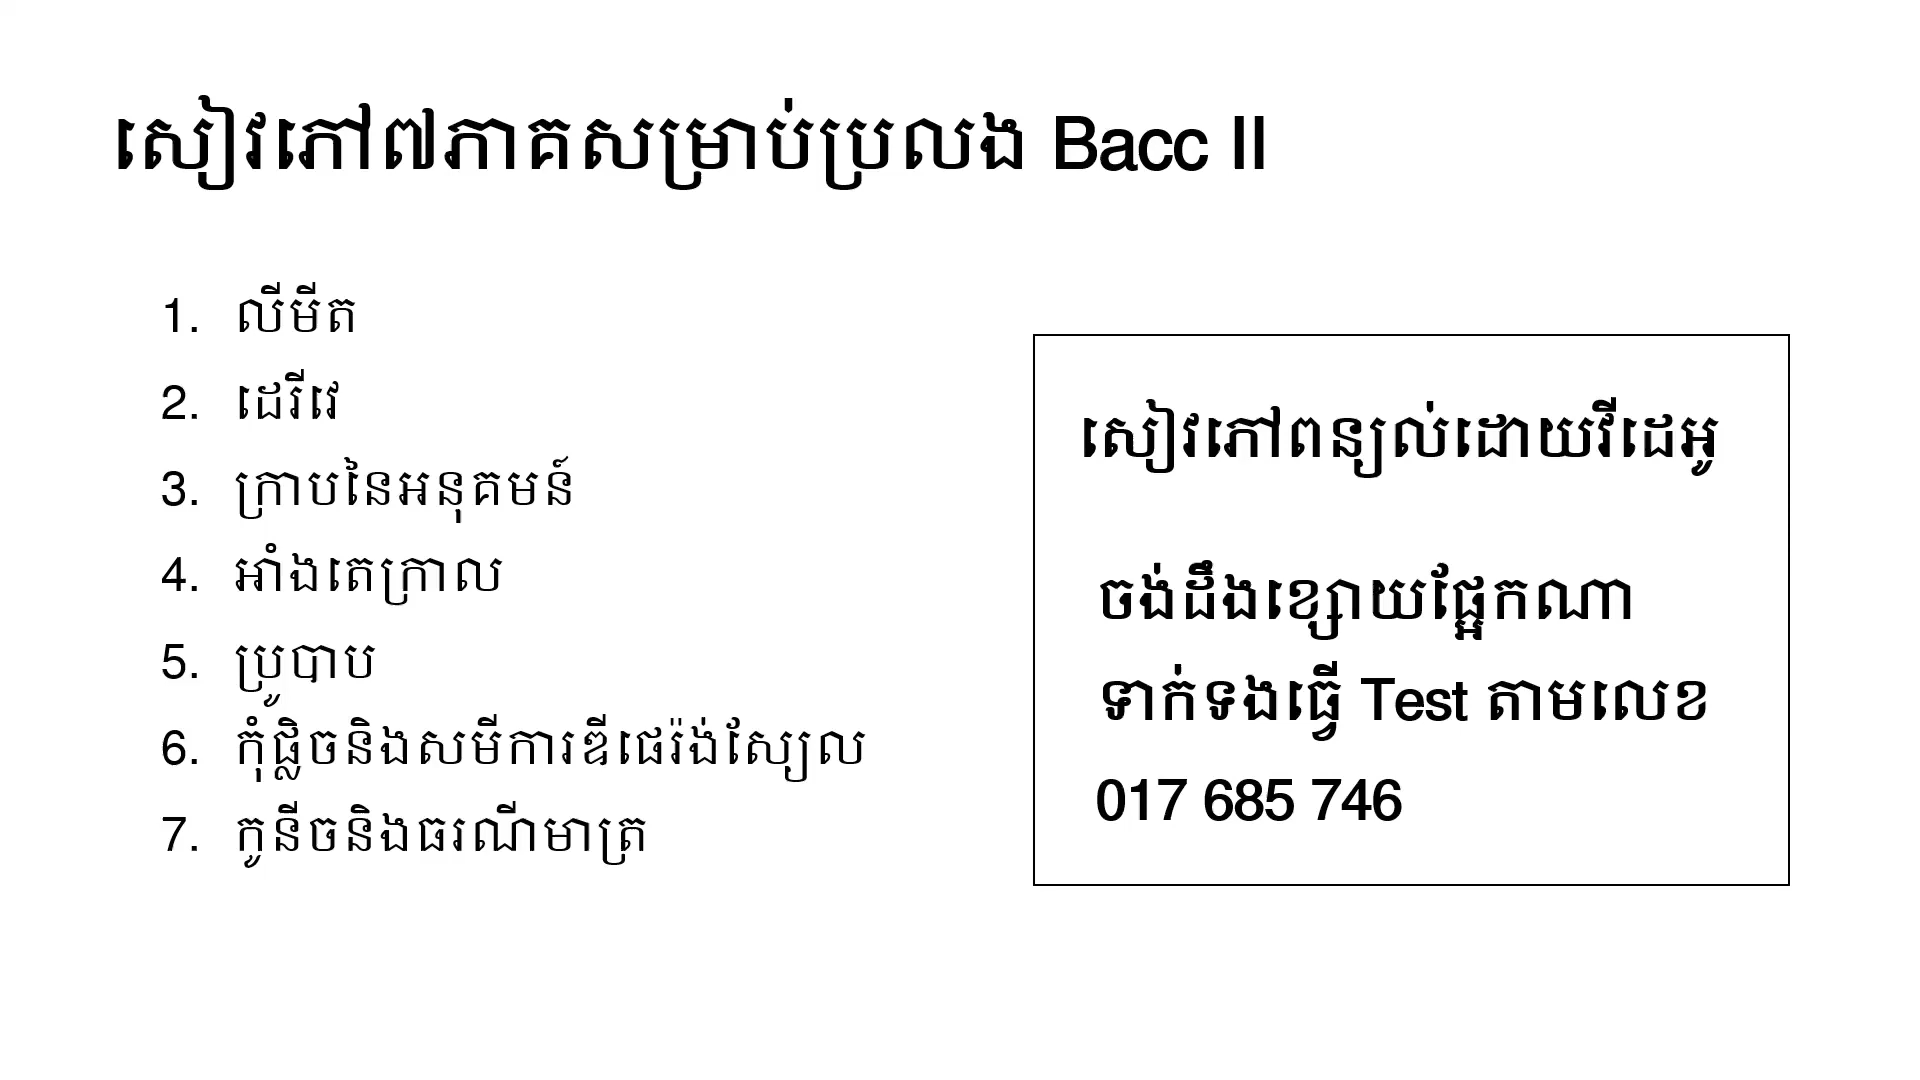 សៀវភៅ៧ភាគសម្រាប់ប្រលង Bacc II
1. លីមីត
2. ដេរីវេ
3. ក្រាបនៃអនុគមន៍
4. អាំងតេក្រាល
5. ប្រូបាប
6. កុំផ្លិចនិងសមីការឌីផេរ៉ង់ស្យែល
7. កូនីចនិងធរណីមាត្រ
សៀវភៅពន្យល់ដោយវីដេអូ
ចង់ដឹងខ្សោយផ្អែកណា
ទាក់ទងធ្វើ Test តាមលេខ
017 685 746